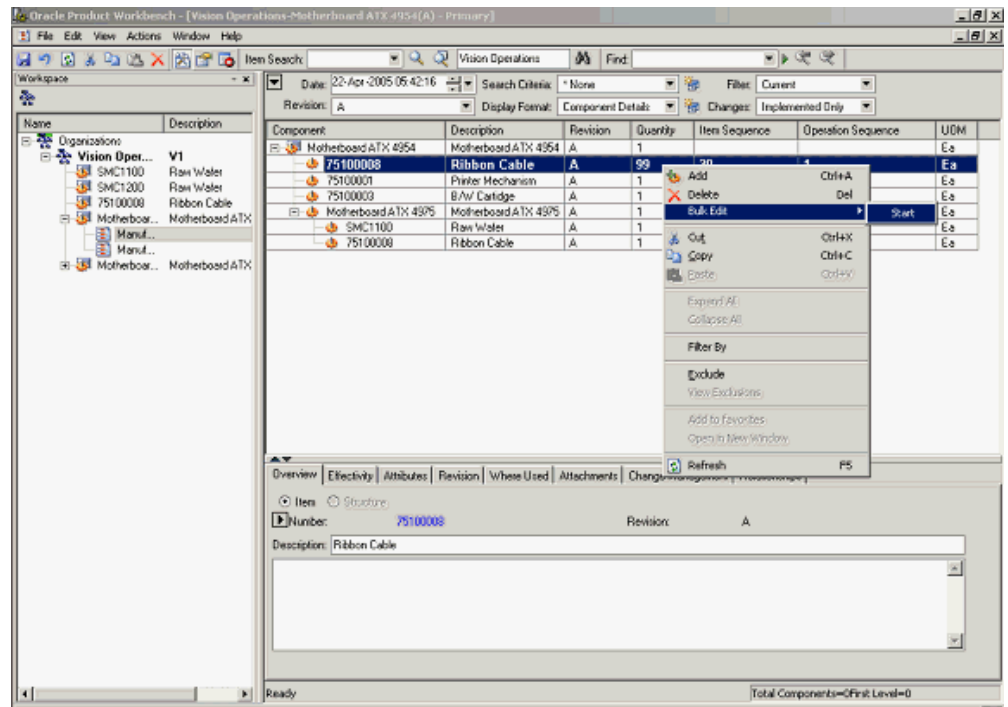 Oracle Product Workbench - [Vision Operations-Motherboard ATX 4954(A) - Primary]
File Edit View Actions Window Help
Item Search: Vision Operations Find:
Workspace
Date: 22-Apr-2005 05:42:16 Search Criteria: * None Filter: Current
Revision: A Display Format: Component Details Changes: Implemented Only
Name Description
Organizations
Vision Oper... V1
SMC1100 Raw Wafer
SMC1200 Raw Wafer
75100008 Ribbon Cable
Motherboar... Motherboard ATX
Manuf...
Manuf...
Motherboar... Motherboard ATX
Component Description Revision Quantity Item Sequence Operation Sequence UOM
Motherboard ATX 4954 Motherboard ATX 4954 A 1 Ea
75100008 Ribbon Cable A 99 30 1 Ea
75100001 Printer Mechanism A 1 Ea
75100003 B/W Cartidge A 1 Ea
Motherboard ATX 4975 Motherboard ATX 4975 A 1 Ea
SMC1100 Raw Wafer A 1 Ea
75100008 Ribbon Cable A 1 Ea
Add Ctrl+A
Delete Del
Bulk Edit Start
Cut Ctrl+X
Copy Ctrl+C
Paste Ctrl+V
Expand All
Collapse All
Filter By
Exclude
View Exclusions
Add to Favorites
Open in New Window
Refresh F5
Overview Effectivity Attributes Revision Where Used Attachments
Item Structure
Number: 75100008 Revision: A
Description: Ribbon Cable
Ready Total Components=0First Level=0